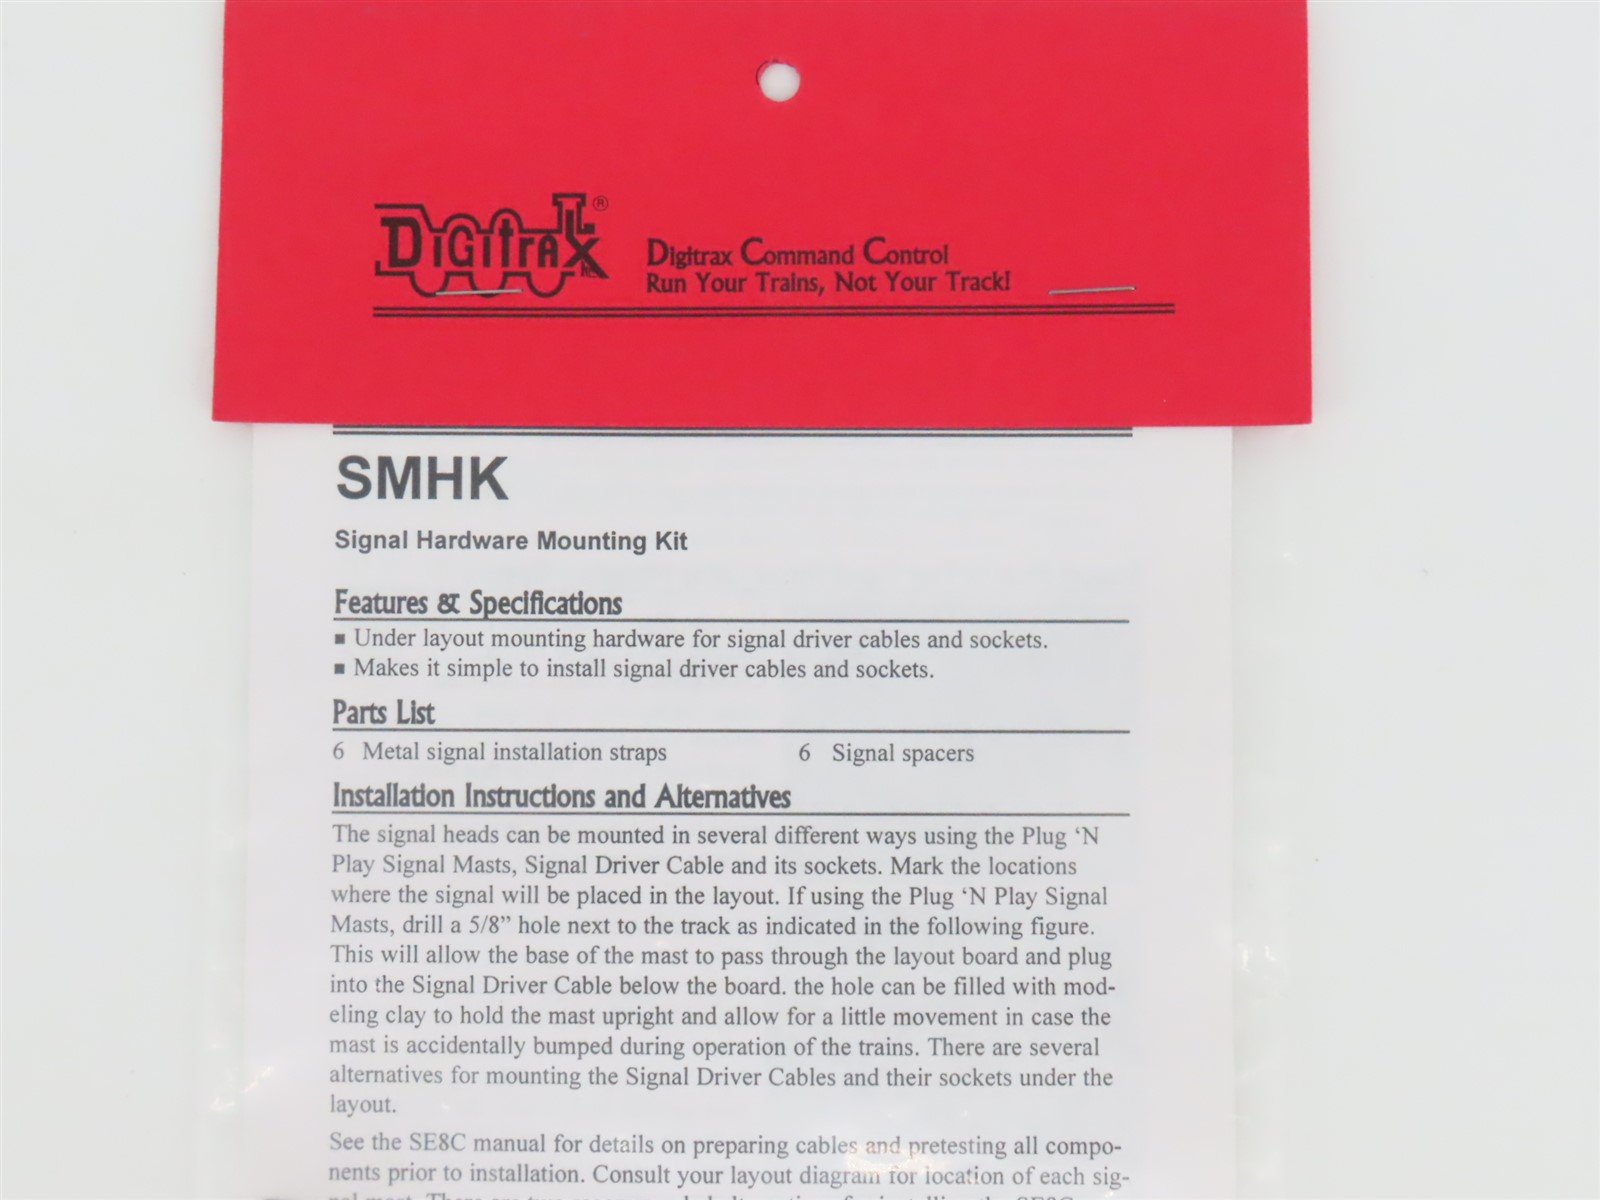 DIGITRAX ®
INC.
Digitrax Command Control
Run Your Trains, Not Your Track!
SMHK
Signal Hardware Mounting Kit
Features & Specifications
■ Under layout mounting hardware for signal driver cables and sockets.
■ Makes it simple to install signal driver cables and sockets.
Parts List
6 Metal signal installation straps 6 Signal spacers
Installation Instructions and Alternatives
The signal heads can be mounted in several different ways using the Plug ‘N
Play Signal Masts, Signal Driver Cable and its sockets. Mark the locations
where the signal will be placed in the layout. If using the Plug ‘N Play Signal
Masts, drill a 5/8” hole next to the track as indicated in the following figure.
This will allow the base of the mast to pass through the layout board and plug
into the Signal Driver Cable below the board. the hole can be filled with mod-
eling clay to hold the mast upright and allow for a little movement in case the
mast is accidentally bumped during operation of the trains. There are several
alternatives for mounting the Signal Driver Cables and their sockets under the
layout.
See the SE8C manual for details on preparing cables and pretesting all compo-
nents prior to installation. Consult your layout diagram for location of each sig-